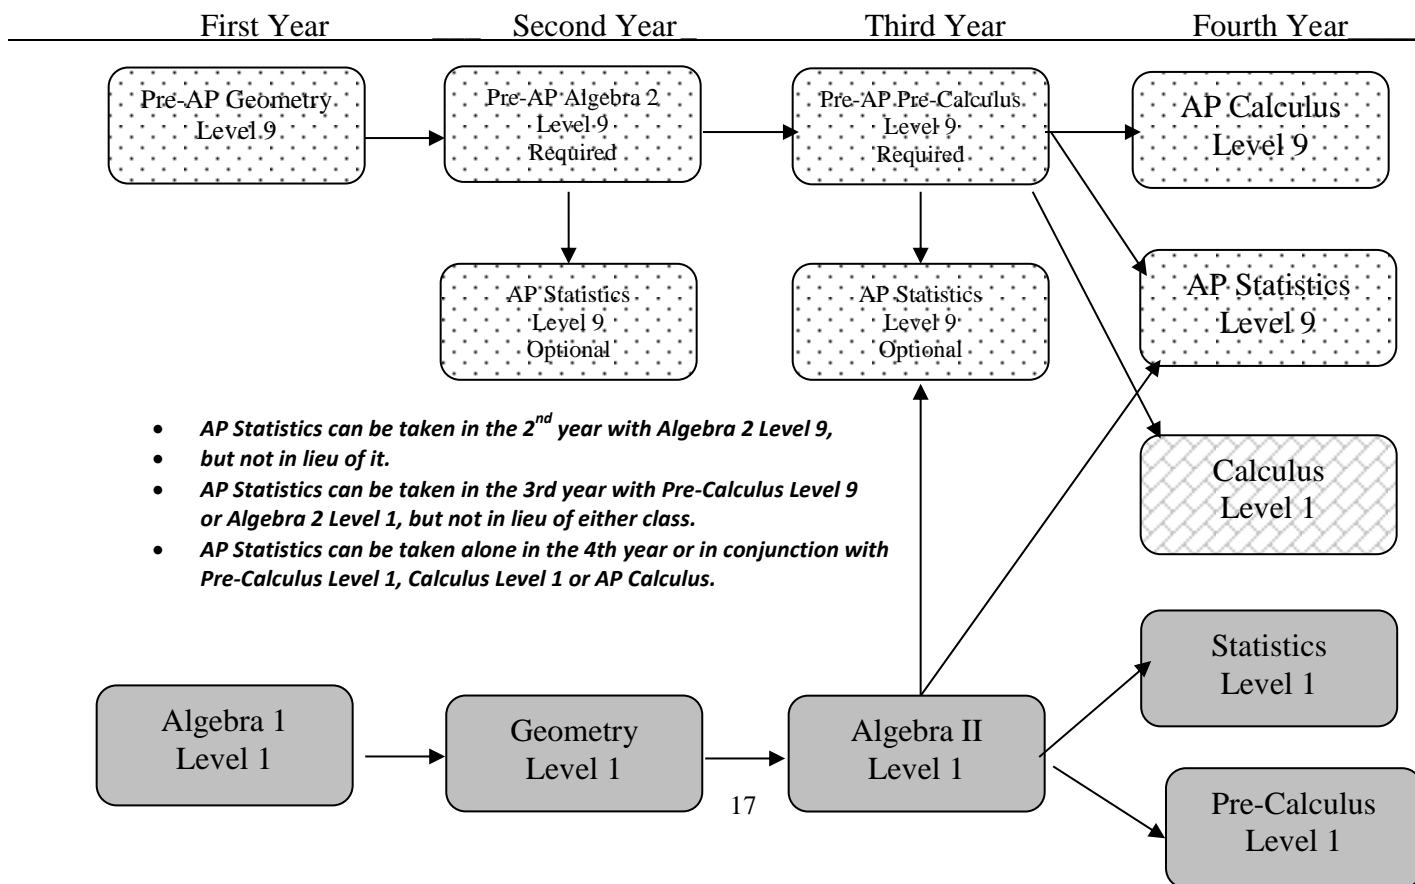 First Year ___ Second Year_ Third Year Fourth Year____
Pre-AP Geometry
Level 9
Pre-AP Algebra 2
Level 9
Required
Pre-AP Pre-Calculus
Level 9
Required
AP Calculus
Level 9
AP Statistics
Level 9
Optional
AP Statistics
Level 9
Optional
AP Statistics
Level 9
• AP Statistics can be taken in the 2nd year with Algebra 2 Level 9,
• but not in lieu of it.
• AP Statistics can be taken in the 3rd year with Pre-Calculus Level 9
or Algebra 2 Level 1, but not in lieu of either class.
• AP Statistics can be taken alone in the 4th year or in conjunction with
Pre-Calculus Level 1, Calculus Level 1 or AP Calculus.
Calculus
Level 1
Algebra 1
Level 1
Geometry
Level 1
Algebra II
Level 1
Statistics
Level 1
Pre-Calculus
Level 1
17